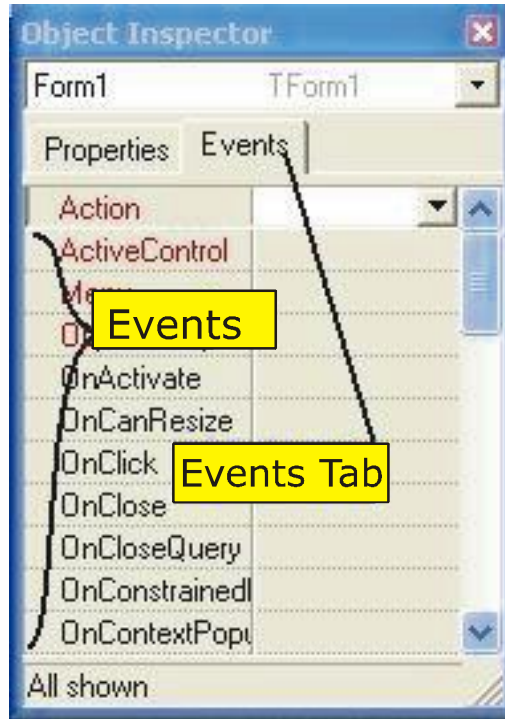 Object Inspector
Form1 TForm1
Properties Events
Action
ActiveControl
Events
OnActivate
OnCanResize
OnClick
Events Tab
OnClose
OnCloseQuery
OnConstrained
OnContextPopu
All shown